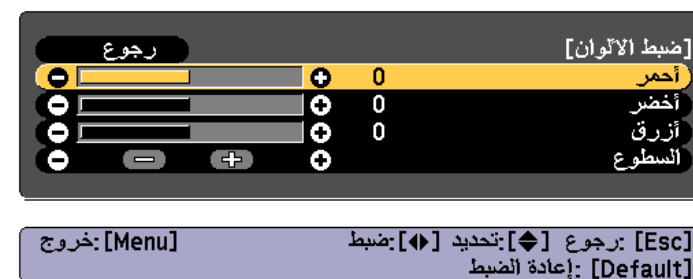 [ضبط الألوان] رجوع
أحمر 0
أخضر 0
أزرق 0
السطوع
[Esc] :رجوع [◆]:تحديد [◀▶]:ضبط [Menu]:خروج
[Default] :إعادة الضبط